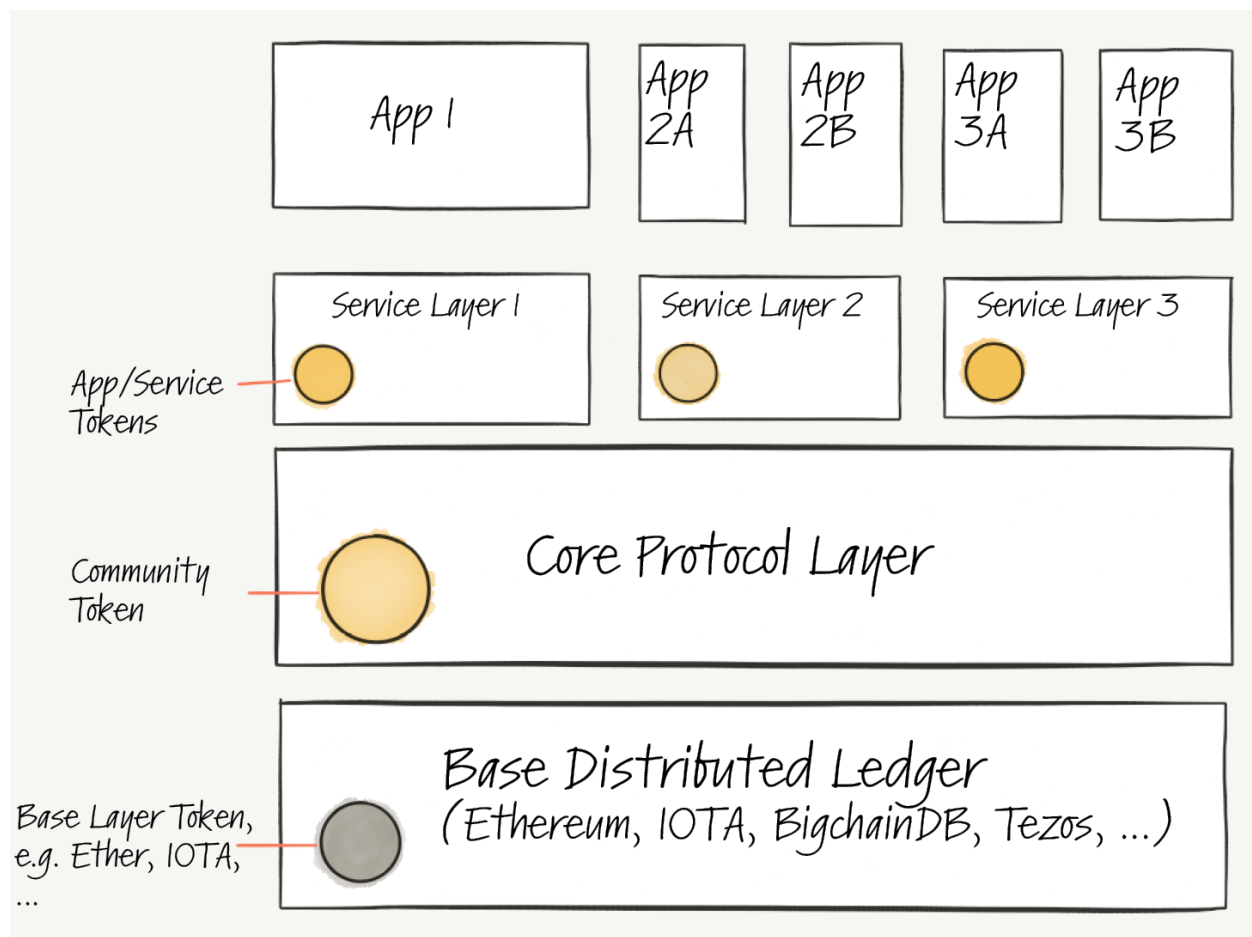 App 1
App
2A
App
2B
App
3A
App
3B
Service Layer 1
Service Layer 2
Service Layer 3
App/Service
Tokens
Core Protocol Layer
Community
Token
Base Distributed Ledger
(Ethereum, IOTA, BigchainDB, Tezos, ...)
Base Layer Token,
e.g. Ether, IOTA,
...